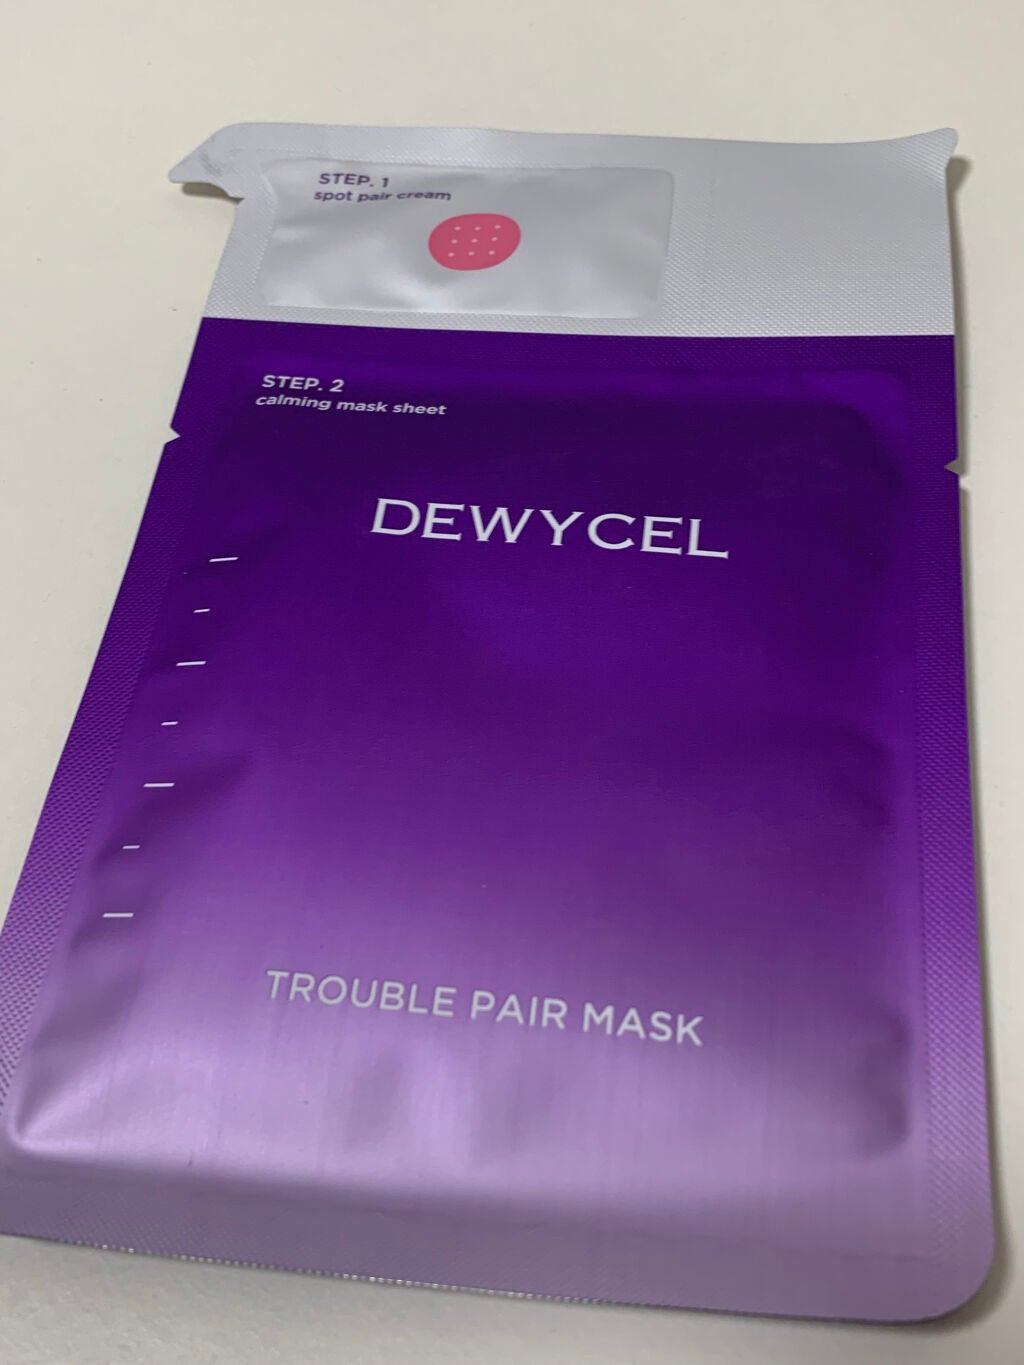 STEP. 1
spot pair cream
STEP. 2
calming mask sheet
DEWYCEL
TROUBLE PAIR MASK